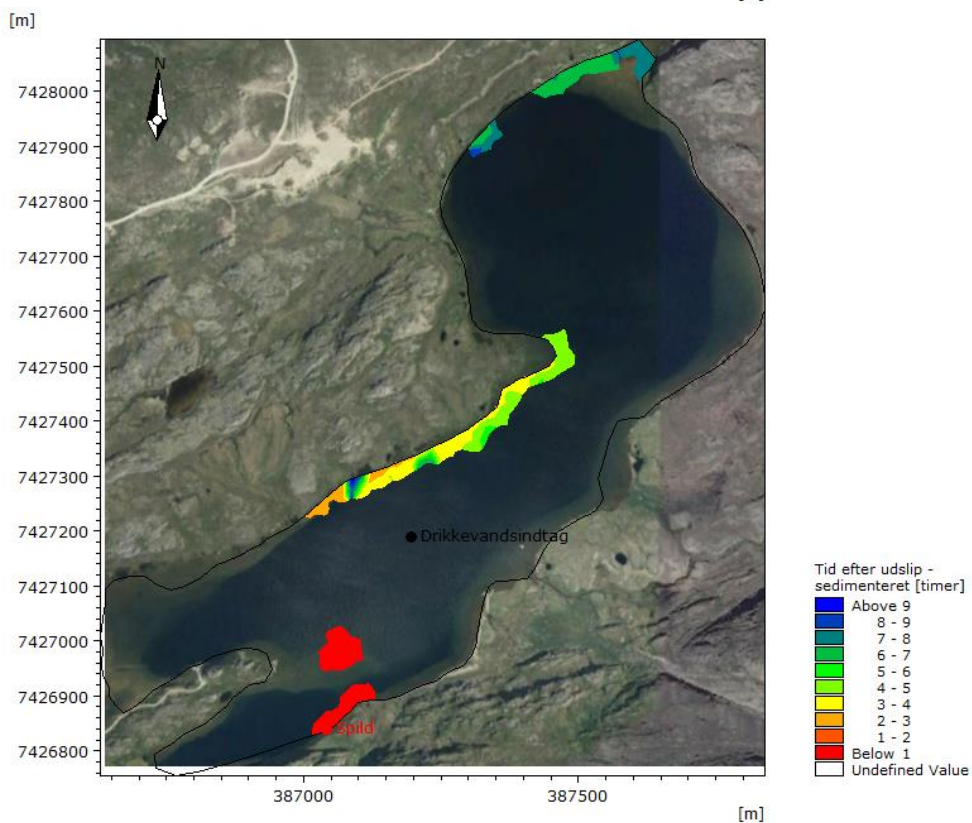 [m]
N
7428000
7427900
7427800
7427700
7427600
7427500
7427400
7427300
7427200
7427100
7427000
7426900
7426800
Drikkevandsindtag
Spild
387000
387500
[m]
Tid efter udslip -
sedimenteret [timer]
Above 9
8 - 9
7 - 8
6 - 7
5 - 6
4 - 5
3 - 4
2 - 3
1 - 2
Below 1
Undefined Value